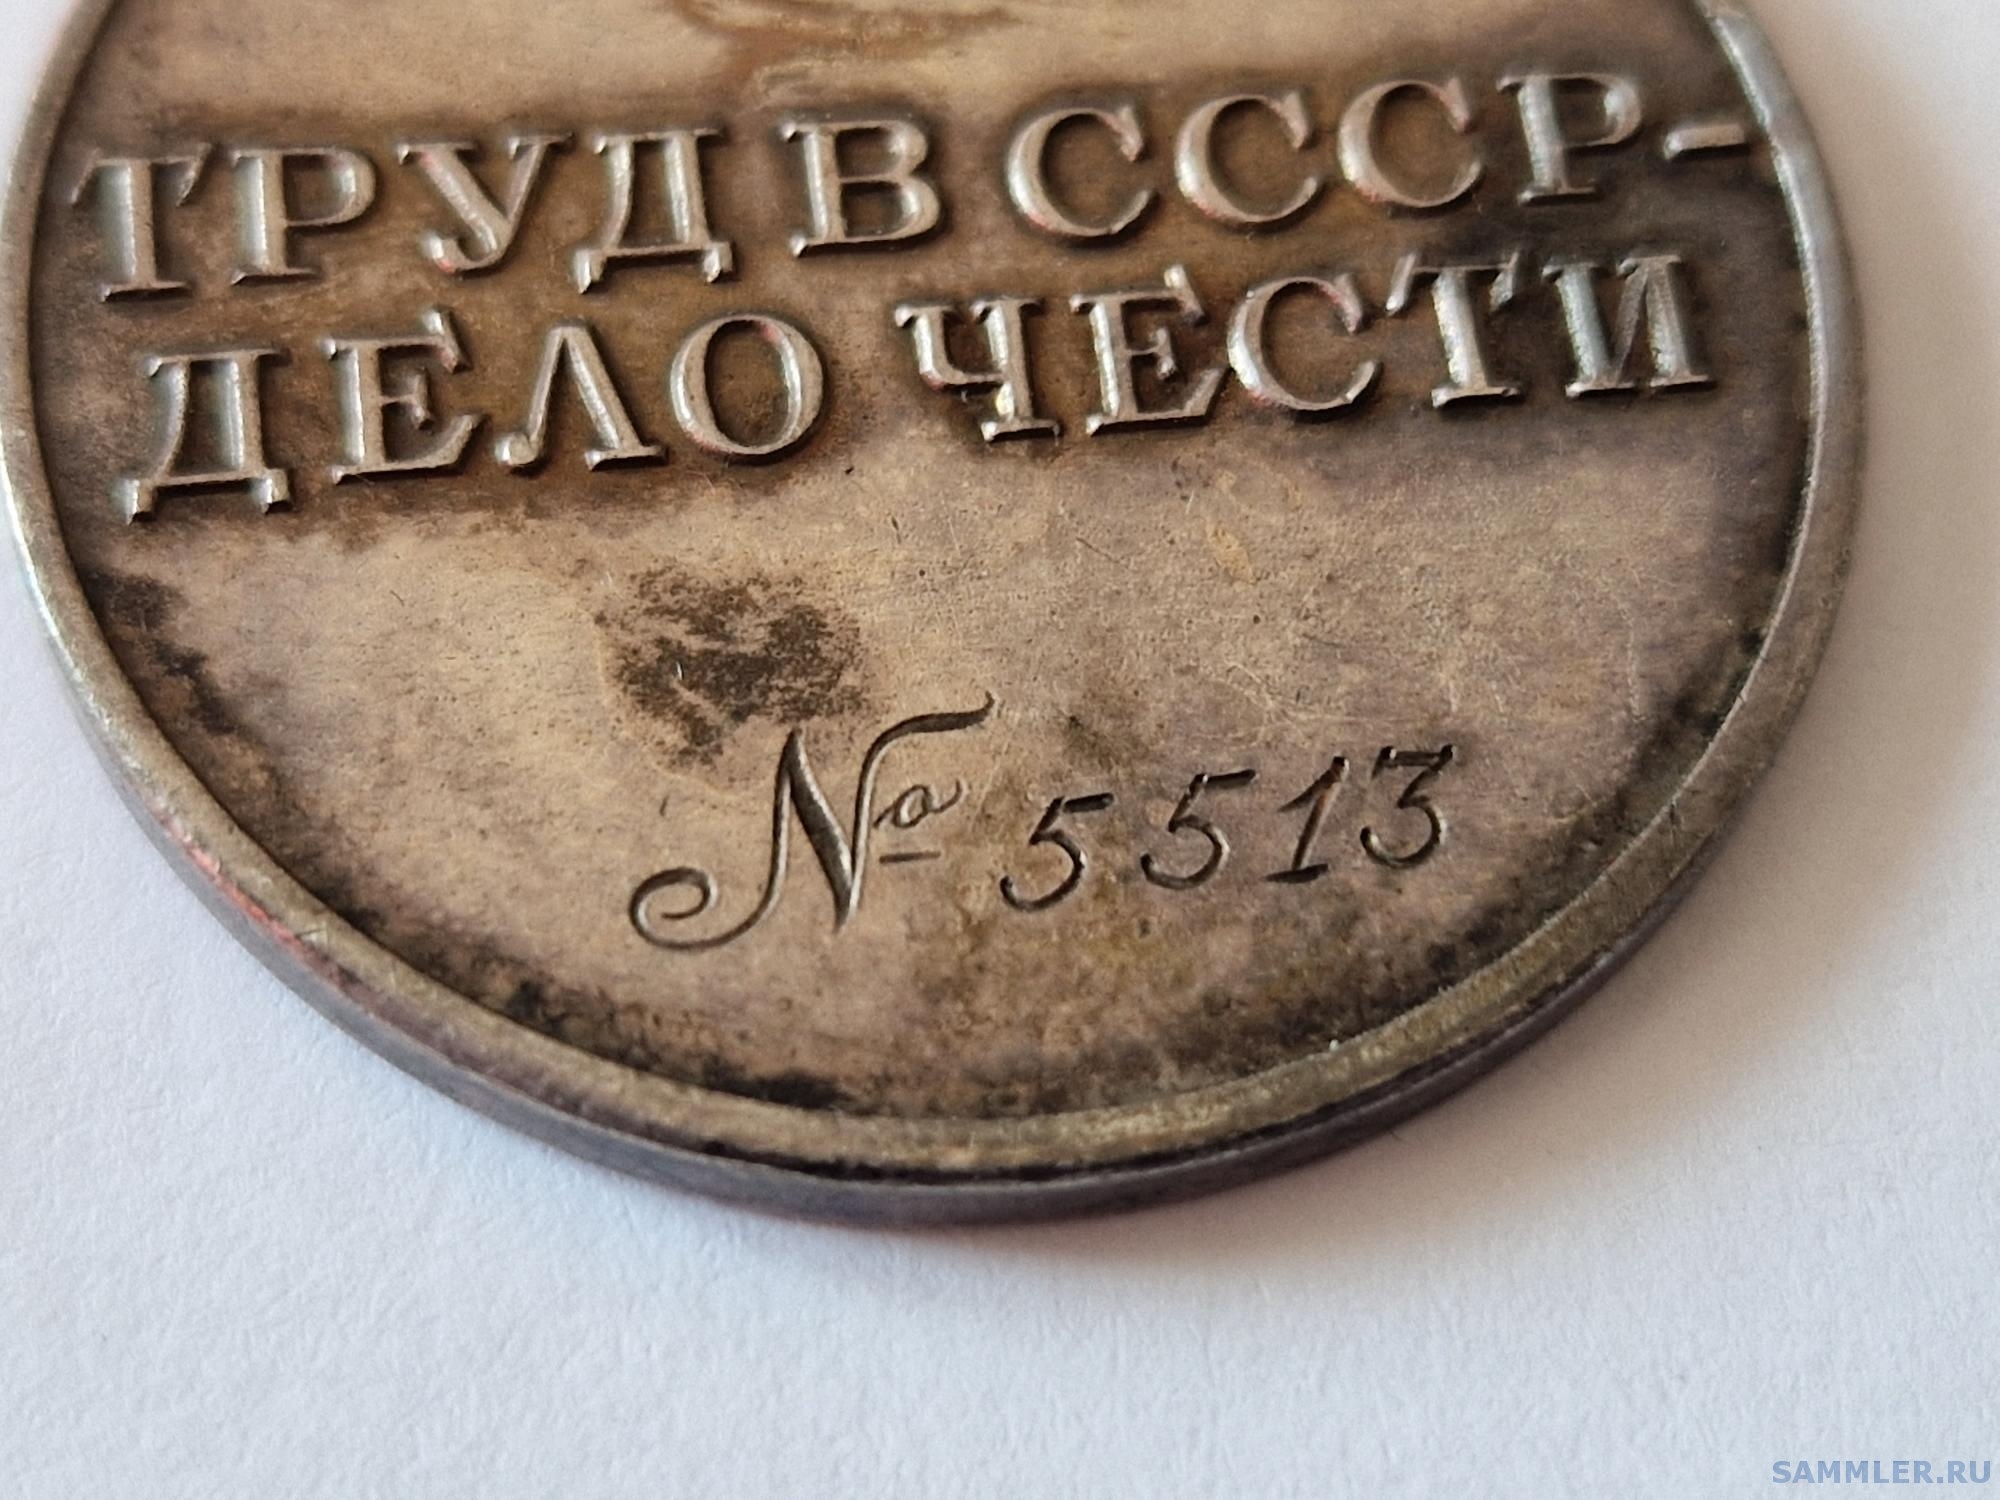 ТРУД В СССР-
ДЕЛО ЧЕСТИ
№ 5513
SAMMLER.RU